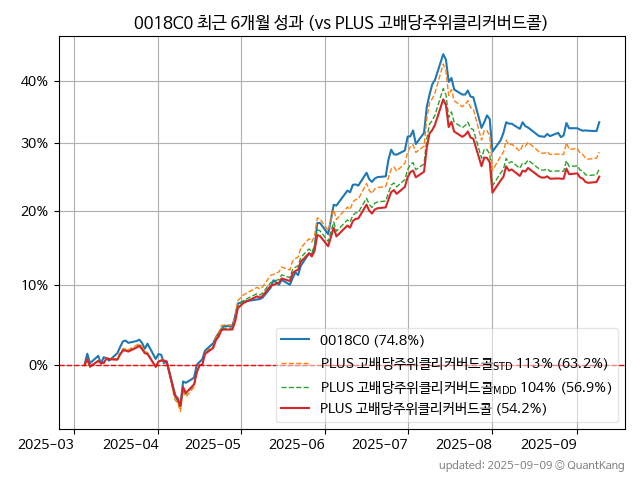 0018C0 최근 6개월 성과 (vs PLUS 고배당주위클리커버드콜)
40%
30%
20%
10%
0%
0018C0 (74.8%)
PLUS 고배당주위클리커버드콜STD 113% (63.2%)
PLUS 고배당주위클리커버드콜MDD 104% (56.9%)
PLUS 고배당주위클리커버드콜 (54.2%)
2025-03 2025-04 2025-05 2025-06 2025-07 2025-08 2025-09
updated: 2025-09-09 © QuantKang